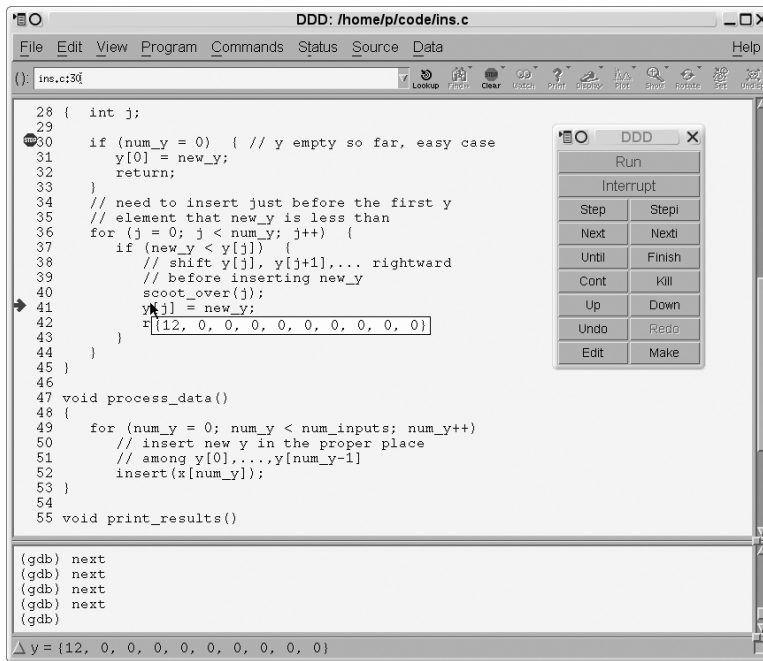 DDD: /home/p/code/ins.c
File Edit View Program Commands Status Source Data Help
(): ins.c:30
Lookup Find» Clear Watch Print Display Plot Show Rotate Set Undisp
28 { int j;
29
30 if (num_y = 0) { // y empty so far, easy case
31 y[0] = new_y;
32 return;
33 }
34 // need to insert just before the first y
35 // element that new_y is less than
36 for (j = 0; j < num_y; j++) {
37 if (new_y < y[j]) {
38 // shift y[j], y[j+1],... rightward
39 // before inserting new_y
40 scoot_over(j);
41 y[j] = new_y;
42 r
{12, 0, 0, 0, 0, 0, 0, 0, 0, 0}
43 }
44 }
45 }
46
47 void process_data()
48 {
49 for (num_y = 0; num_y < num_inputs; num_y++)
50 // insert new y in the proper place
51 // among y[0],...,y[num_y-1]
52 insert(x[num_y]);
53 }
54
55 void print_results()
DDD
Run
Interrupt
Step Stepi
Next Nexti
Until Finish
Cont Kill
Up Down
Undo Redo
Edit Make
(gdb) next
(gdb) next
(gdb) next
(gdb) next
(gdb)
y = {12, 0, 0, 0, 0, 0, 0, 0, 0, 0}